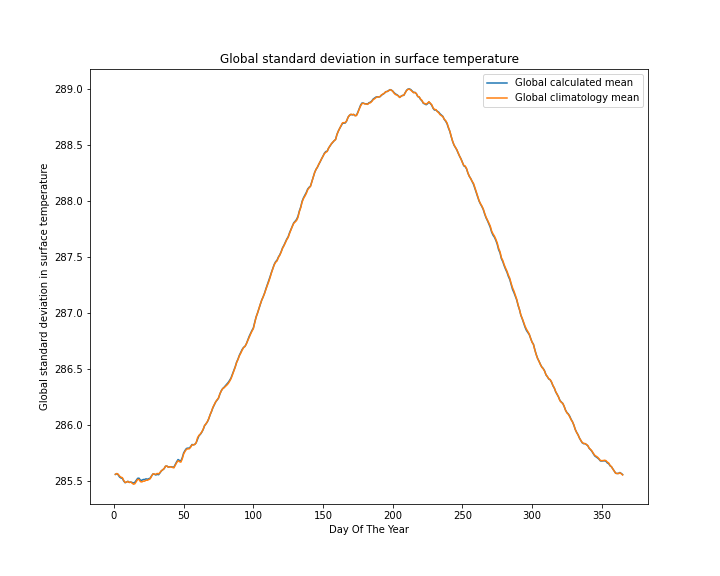 Global standard deviation in surface temperature
Global calculated mean
Global climatology mean
Global standard deviation in surface temperature
289.0
288.5
288.0
287.5
287.0
286.5
286.0
285.5
0 50 100 150 200 250 300 350
Day Of The Year